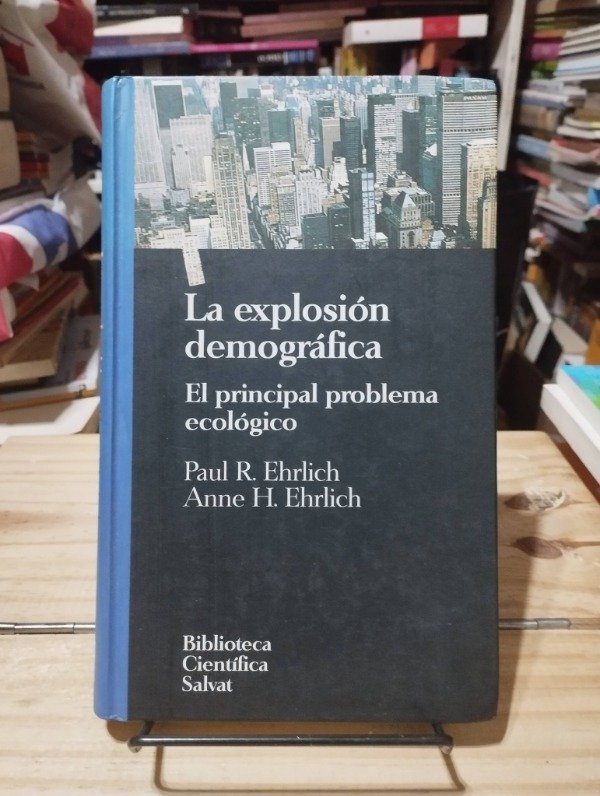 La explosión
demográfica
El principal problema
ecológico
Paul R. Ehrlich
Anne H. Ehrlich
Biblioteca
Científica
Salvat